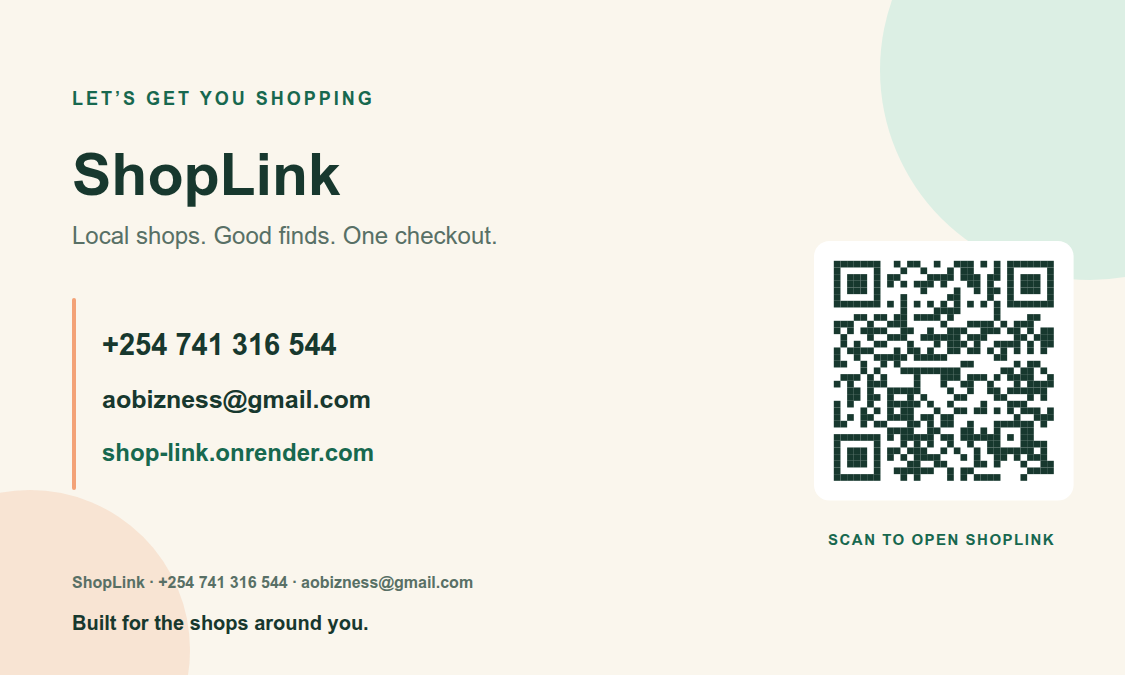 LET’S GET YOU SHOPPING
ShopLink
Local shops. Good finds. One checkout.
+254 741 316 544
aobizness@gmail.com
shop-link.onrender.com
SCAN TO OPEN SHOPLINK
ShopLink · +254 741 316 544 · aobizness@gmail.com
Built for the shops around you.